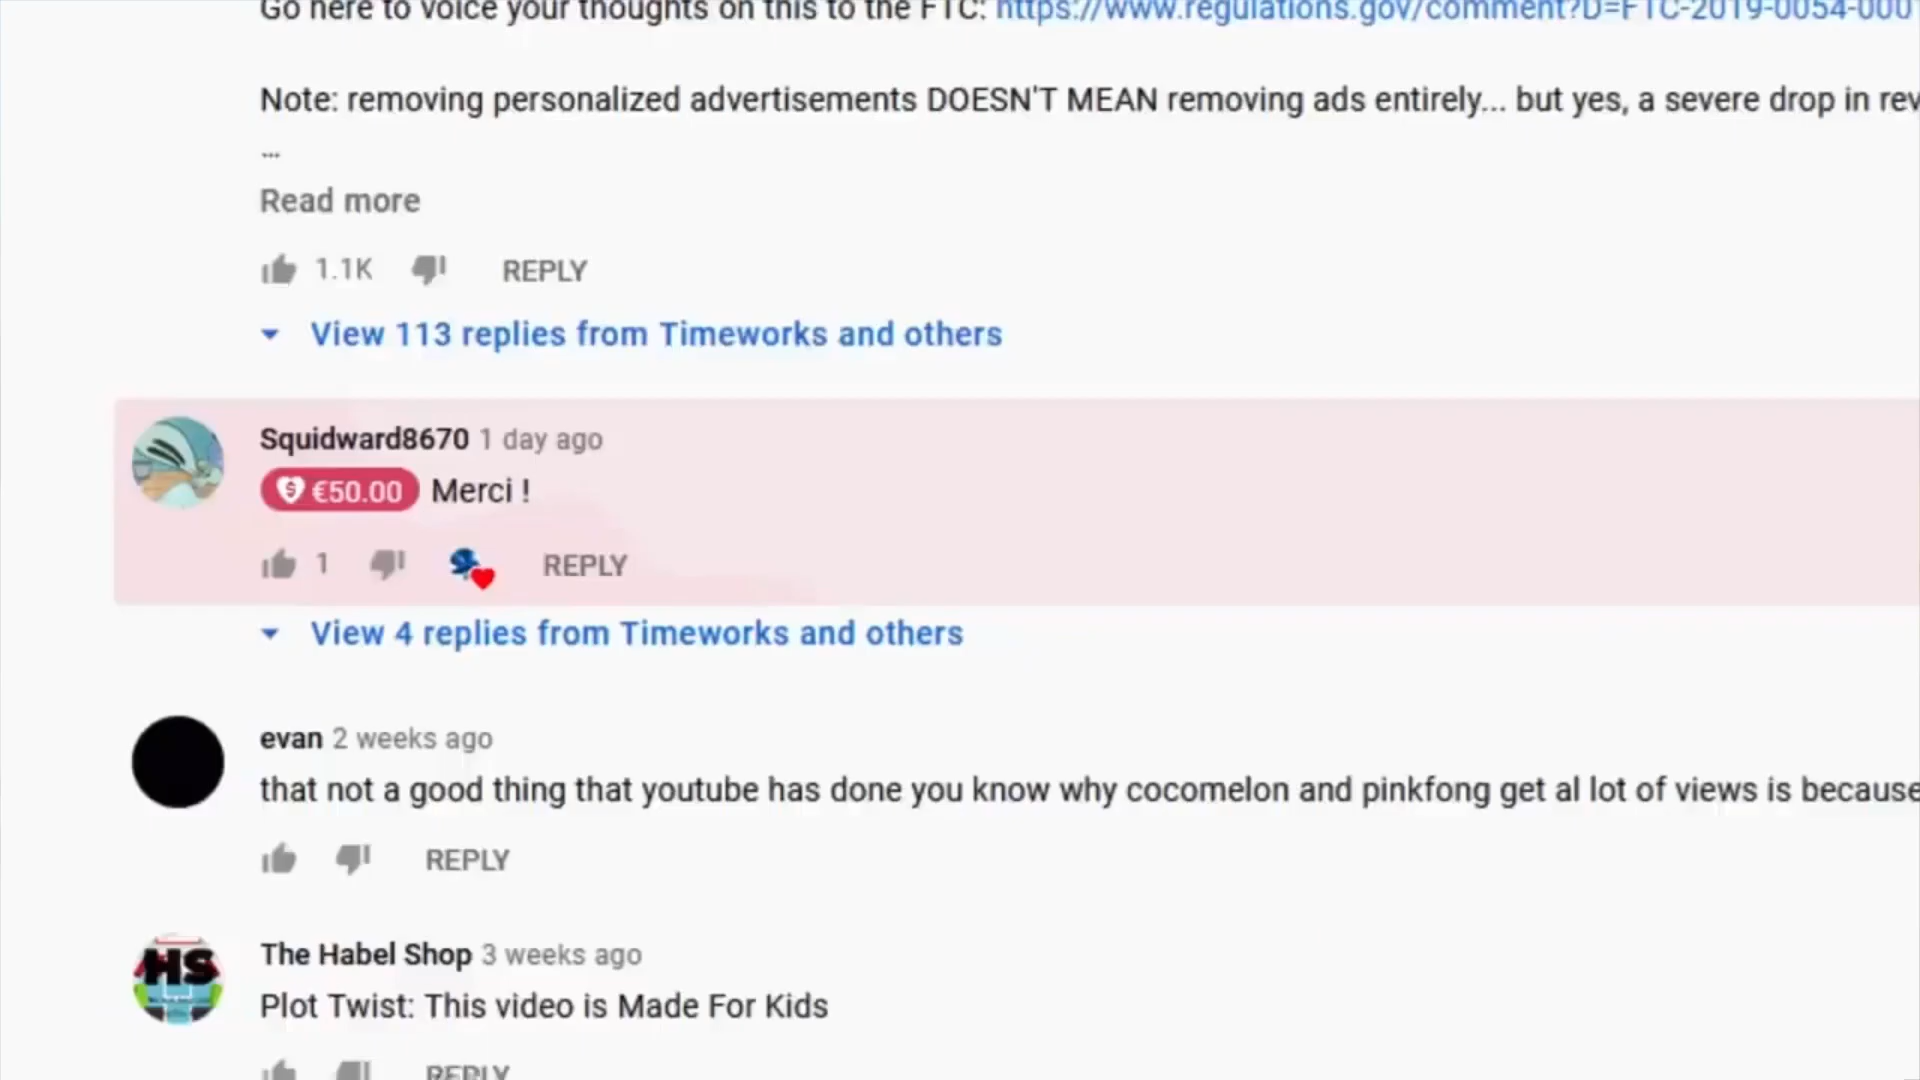 Go here to voice your thoughts on this to the FTC: https://www.regulations.gov/comment?D=FTC-2019-0054-0001
Note: removing personalized advertisements DOESN'T MEAN removing ads entirely... but yes, a severe drop in rev
...
Read more
1.1K REPLY
View 113 replies from Timeworks and others
Squidward8670 1 day ago
$ €50.00 Merci !
1 REPLY
View 4 replies from Timeworks and others
evan 2 weeks ago
that not a good thing that youtube has done you know why cocomelon and pinkfong get al lot of views is because
REPLY
HS
The Habel Shop 3 weeks ago
Plot Twist: This video is Made For Kids
REPLY